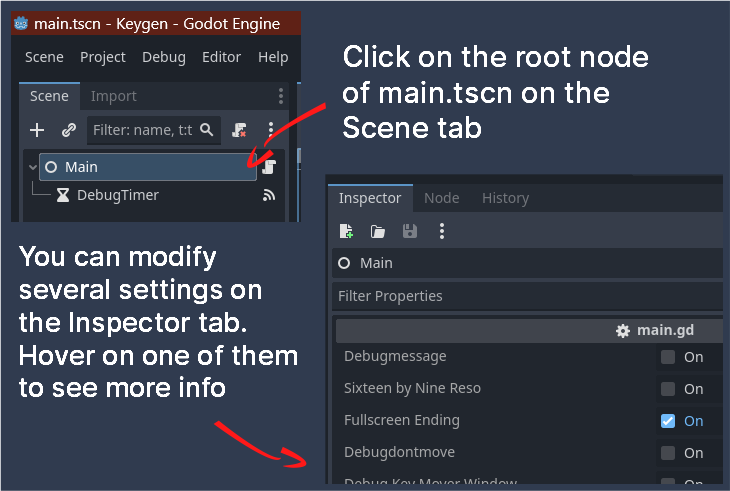 main.tscn - Keygen - Godot Engine
Scene Project Debug Editor Help
Scene Import
Filter: name, t:t
Main
DebugTimer
Click on the root node
of main.tscn on the
Scene tab
You can modify
several settings on
the Inspector tab.
Hover on one of them
to see more info
Inspector Node History
Main
Filter Properties
main.gd
Debugmessage On
Sixteen by Nine Reso On
Fullscreen Ending On
Debugdontmove On
Debug Key Mover Window On